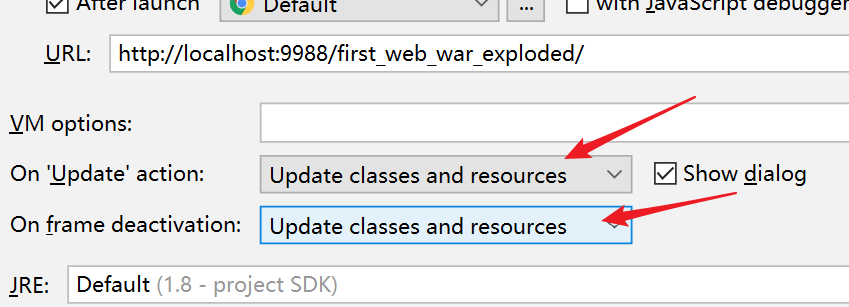 After launch Default ... with JavaScript debugger
URL: http://localhost:9988/first_web_war_exploded/
VM options:
On 'Update' action: Update classes and resources Show dialog
On frame deactivation: Update classes and resources
JRE: Default (1.8 - project SDK)